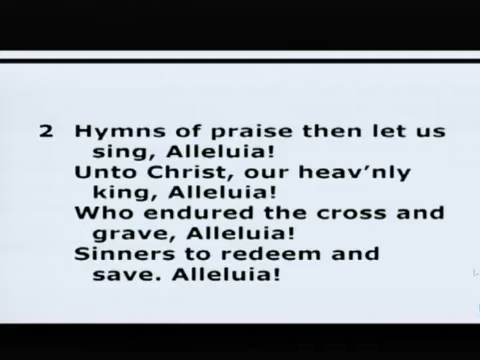 2 Hymns of praise then let us
sing, Alleluia!
Unto Christ, our heav'nly
king, Alleluia!
Who endured the cross and
grave, Alleluia!
Sinners to redeem and
save. Alleluia!